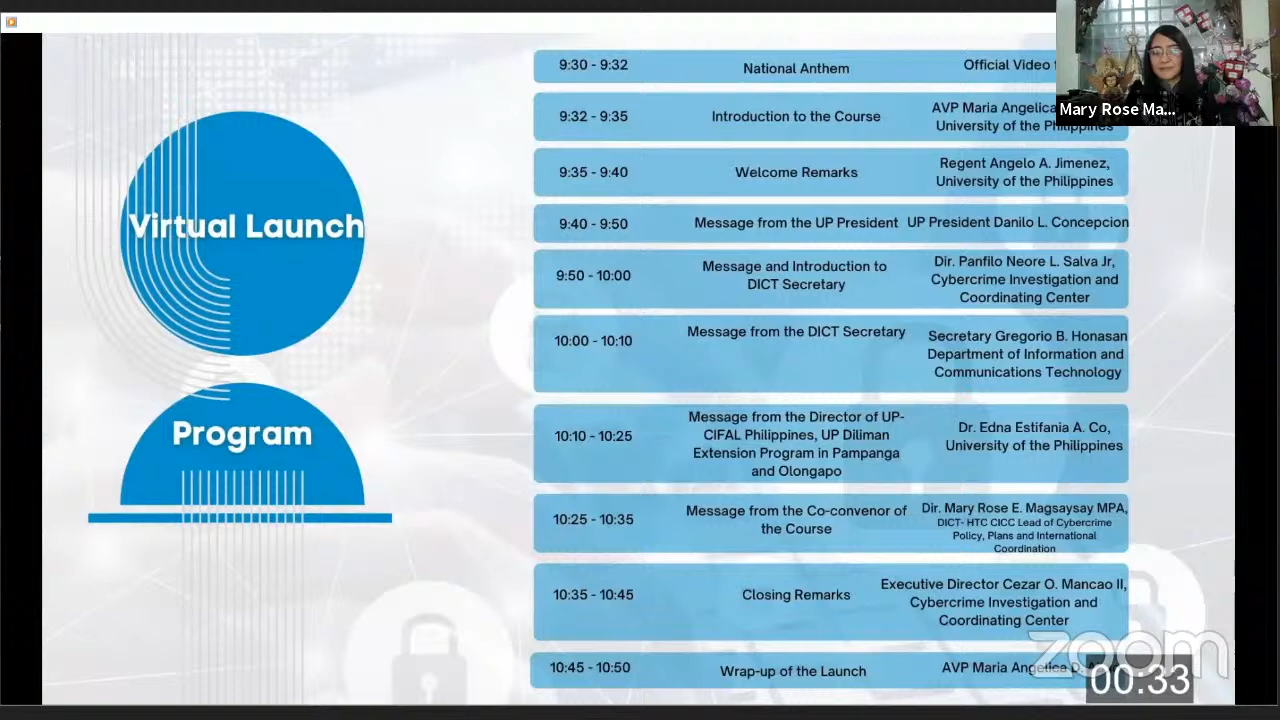 Virtual Launch
Program
9:30 - 9:32
National Anthem
Official Video
9:32 - 9:35
Introduction to the Course
AVP Maria Angelica
University of the Philippines
9:35 - 9:40
Welcome Remarks
Regent Angelo A. Jimenez,
University of the Philippines
9:40 - 9:50
Message from the UP President
UP President Danilo L. Concepcion
9:50 - 10:00
Message and Introduction to
DICT Secretary
Dir. Panfilo Neore L. Salva Jr,
Cybercrime Investigation and
Coordinating Center
10:00 - 10:10
Message from the DICT Secretary
Secretary Gregorio B. Honasan
Department of Information and
Communications Technology
10:10 - 10:25
Message from the Director of UP-
CIFAL Philippines, UP Diliman
Extension Program in Pampanga
and Olongapo
Dr. Edna Estifania A. Co,
University of the Philippines
10:25 - 10:35
Message from the Co-convenor of
the Course
Dir. Mary Rose E. Magsaysay MPA,
DICT- HTC CICC Lead of Cybercrime
Policy, Plans and International
Coordination
10:35 - 10:45
Closing Remarks
Executive Director Cezar O. Mancao II,
Cybercrime Investigation and
Coordinating Center
10:45 - 10:50
Wrap-up of the Launch
AVP Maria Angelica D.
Mary Rose Ma...
zoom
00:33